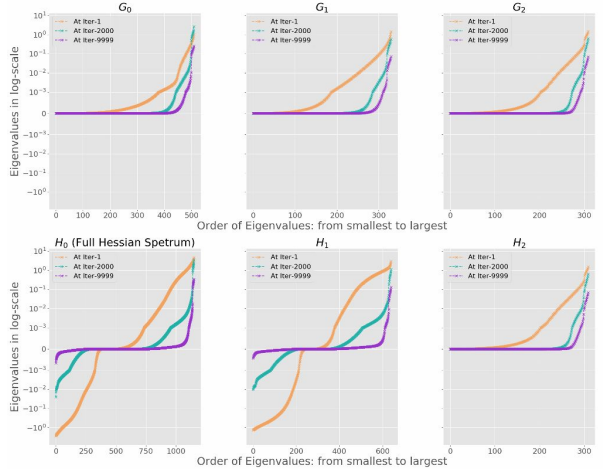 G0
G1
G2
Eigenvalues in log-scale
At Iter-1
At Iter-2000
At Iter-9999
At Iter-1
At Iter-2000
At Iter-9999
At Iter-1
At Iter-2000
At Iter-9999
10^1
10^0
10^-1
10^-2
10^-3
0
−10^-3
−10^-2
−10^-1
−10^0
0 100 200 300 400 500
0 100 200 300
0 100 200 300
Order of Eigenvalues: from smallest to largest
H0 (Full Hessian Spetrum)
H1
H2
Eigenvalues in log-scale
At Iter-1
At Iter-2000
At Iter-9999
At Iter-1
At Iter-2000
At Iter-9999
At Iter-1
At Iter-2000
At Iter-9999
10^1
10^0
10^-1
10^-2
10^-3
0
−10^-3
−10^-2
−10^-1
−10^0
0 250 500 750 1000
0 200 400 600
0 100 200 300
Order of Eigenvalues: from smallest to largest